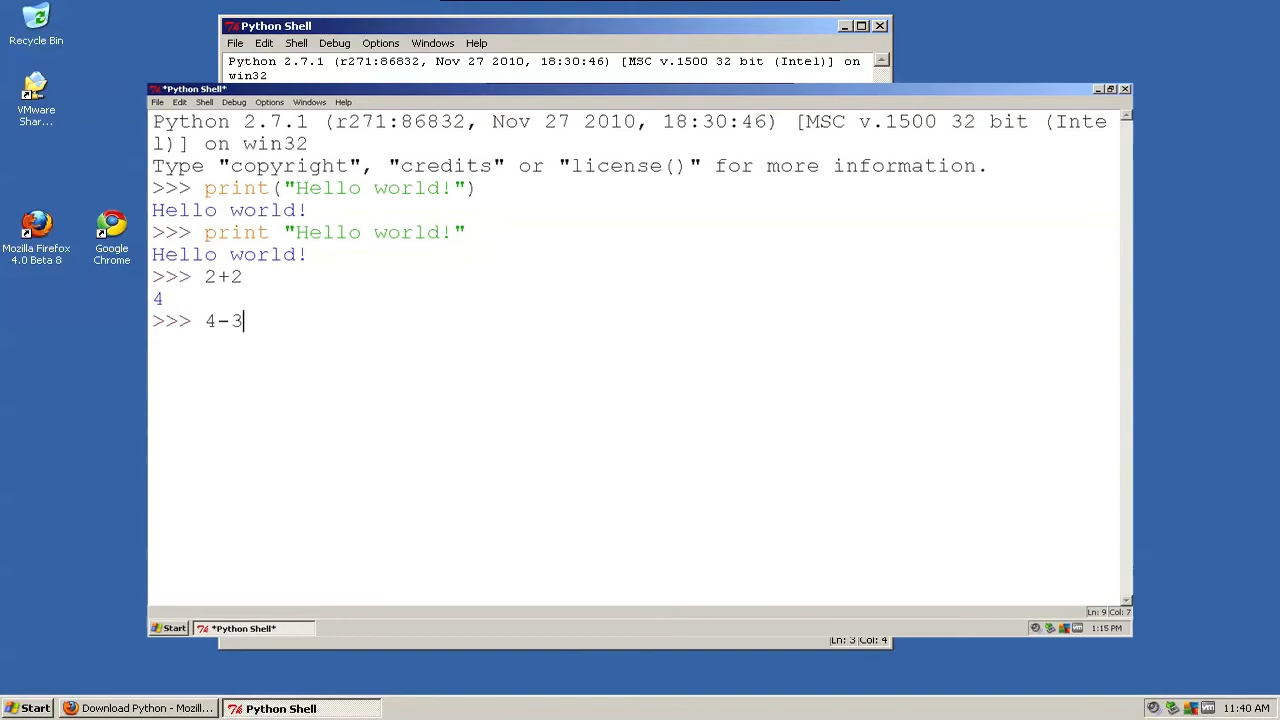 Recycle Bin
VMware
Shar...
Mozilla Firefox
4.0 Beta 8
Google
Chrome
Python Shell
File Edit Shell Debug Options Windows Help
Python 2.7.1 (r271:86832, Nov 27 2010, 18:30:46) [MSC v.1500 32 bit (Intel)] on
win32
*Python Shell*
File Edit Shell Debug Options Windows Help
Python 2.7.1 (r271:86832, Nov 27 2010, 18:30:46) [MSC v.1500 32 bit (Inte
l)] on win32
Type "copyright", "credits" or "license()" for more information.
>>> print("Hello world!")
Hello world!
>>> print "Hello world!"
Hello world!
>>> 2+2
4
>>> 4-3
Ln: 9 Col: 7
Start *Python Shell* 1:15 PM
Ln: 3 Col: 4
Start Download Python - Mozill... Python Shell 11:40 AM